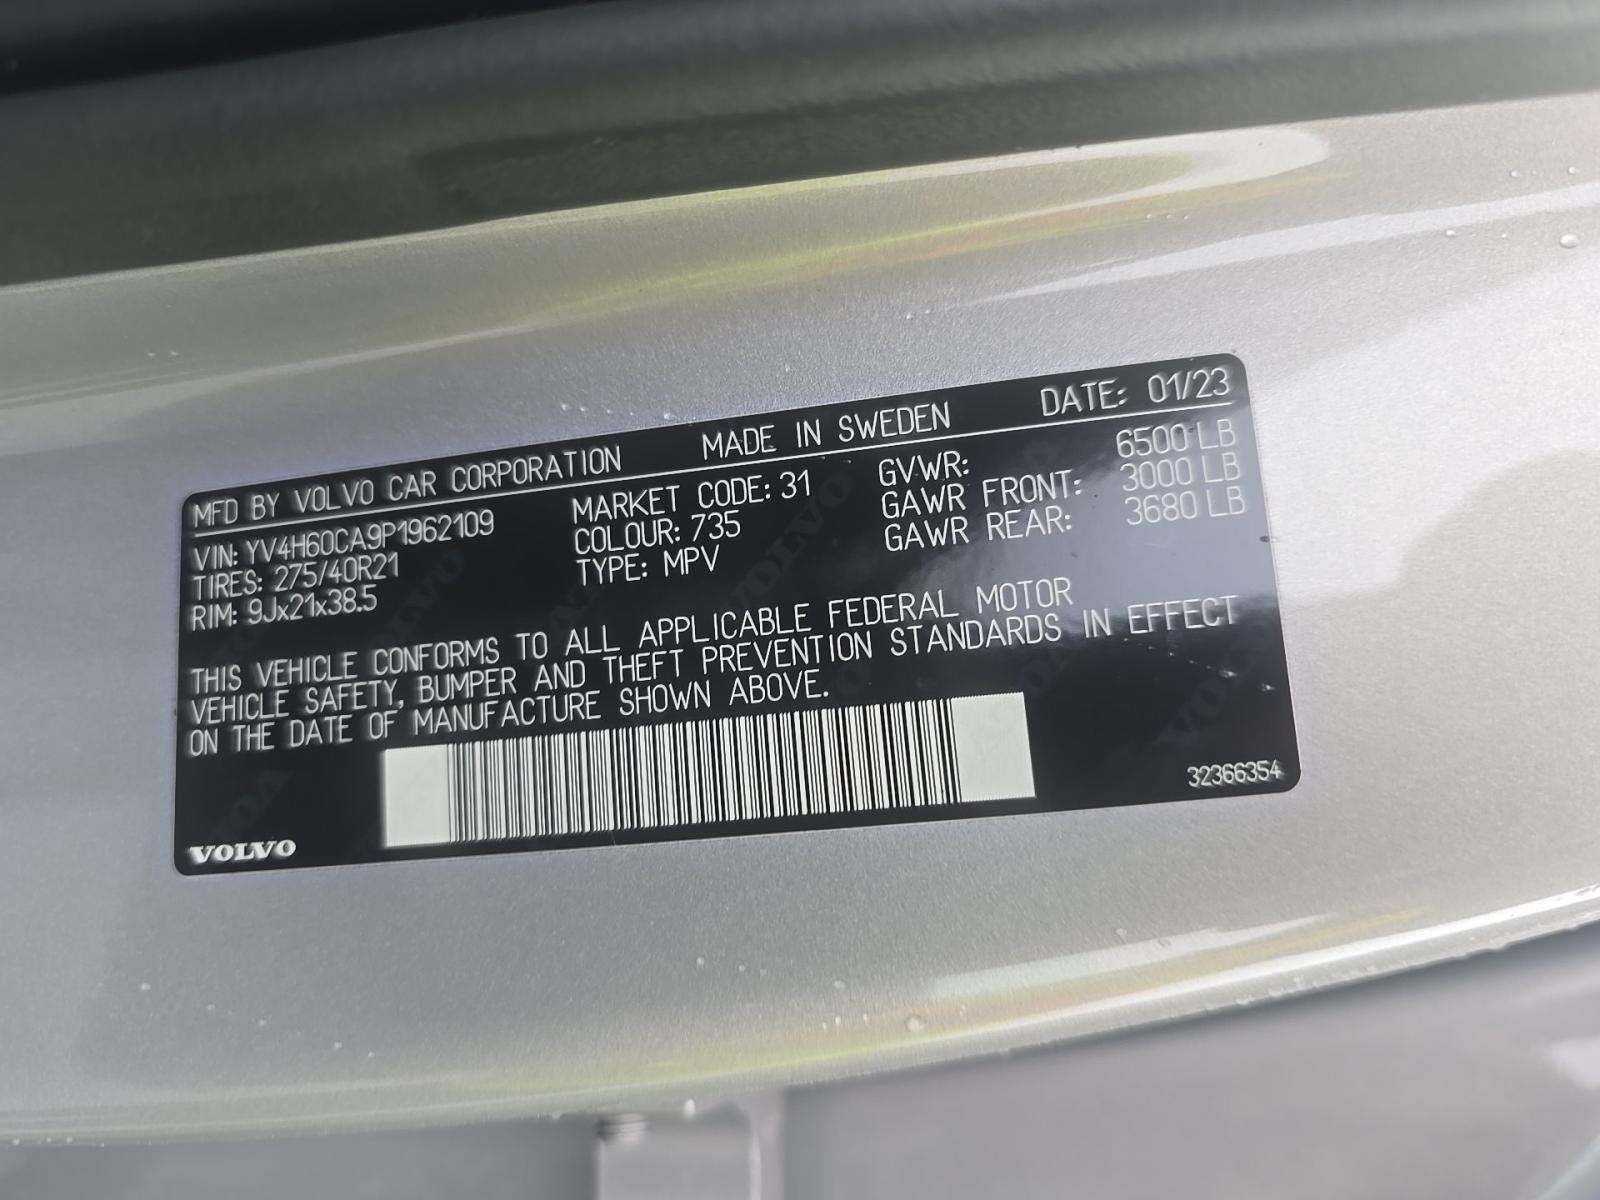 MFD BY VOLVO CAR CORPORATION MADE IN SWEDEN DATE: 01/23
VIN: YV4H60CA9P1962109 MARKET CODE: 31 GVWR: 6500 LB
TIRES: 275/40R21 COLOUR: 735 GAWR FRONT: 3000 LB
RIM: 9Jx21x38.5 TYPE: MPV GAWR REAR: 3680 LB
THIS VEHICLE CONFORMS TO ALL APPLICABLE FEDERAL MOTOR
VEHICLE SAFETY, BUMPER AND THEFT PREVENTION STANDARDS IN EFFECT
ON THE DATE OF MANUFACTURE SHOWN ABOVE.
32366354
VOLVO